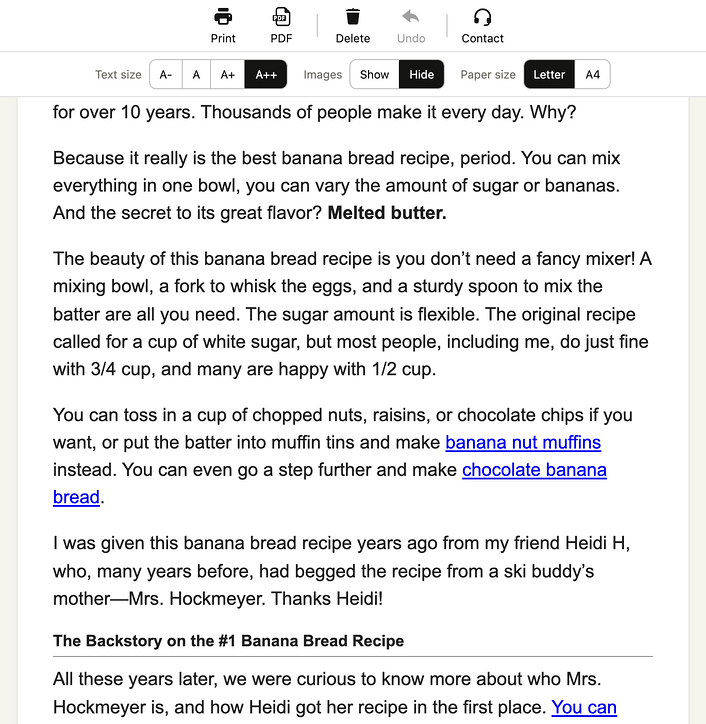 Print PDF Delete Undo Contact
Text size A- A A+ A++ Images Show Hide Paper size Letter A4
for over 10 years. Thousands of people make it every day. Why?
Because it really is the best banana bread recipe, period. You can mix
everything in one bowl, you can vary the amount of sugar or bananas.
And the secret to its great flavor? Melted butter.
The beauty of this banana bread recipe is you don’t need a fancy mixer! A
mixing bowl, a fork to whisk the eggs, and a sturdy spoon to mix the
batter are all you need. The sugar amount is flexible. The original recipe
called for a cup of white sugar, but most people, including me, do just fine
with 3/4 cup, and many are happy with 1/2 cup.
You can toss in a cup of chopped nuts, raisins, or chocolate chips if you
want, or put the batter into muffin tins and make banana nut muffins
instead. You can even go a step further and make chocolate banana
bread.
I was given this banana bread recipe years ago from my friend Heidi H,
who, many years before, had begged the recipe from a ski buddy’s
mother—Mrs. Hockmeyer. Thanks Heidi!
The Backstory on the #1 Banana Bread Recipe
All these years later, we were curious to know more about who Mrs.
Hockmeyer is, and how Heidi got her recipe in the first place. You can